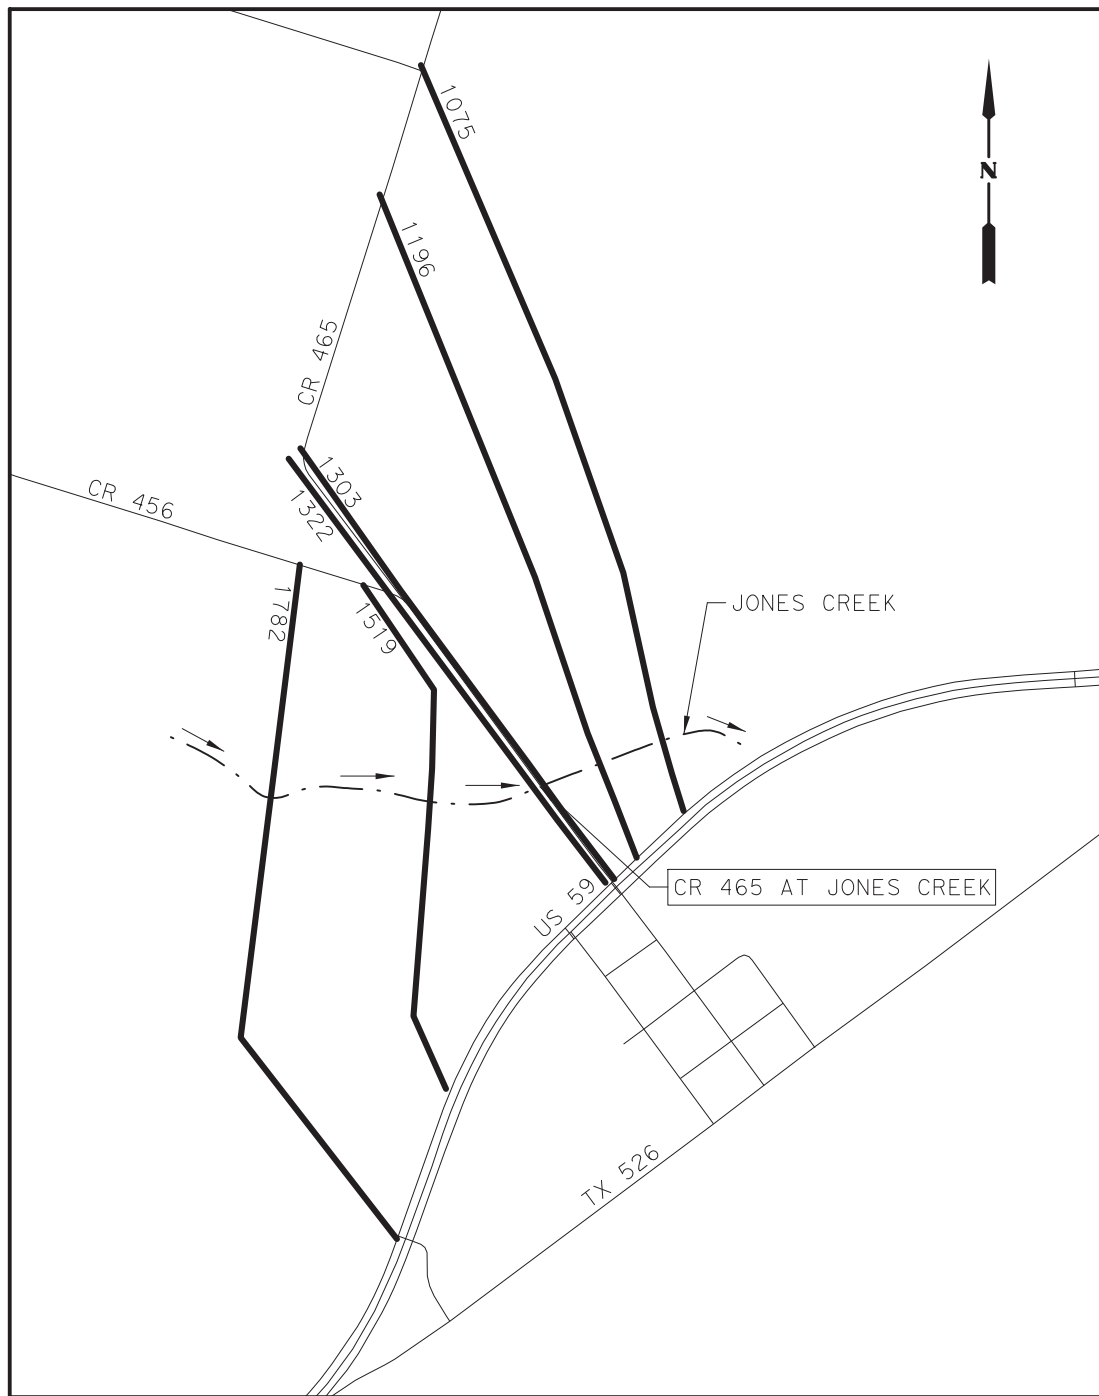 1075
N
1196
CR 465
1303
CR 456
1322
1782
1519
JONES CREEK
CR 465 AT JONES CREEK
US 59
TX 526